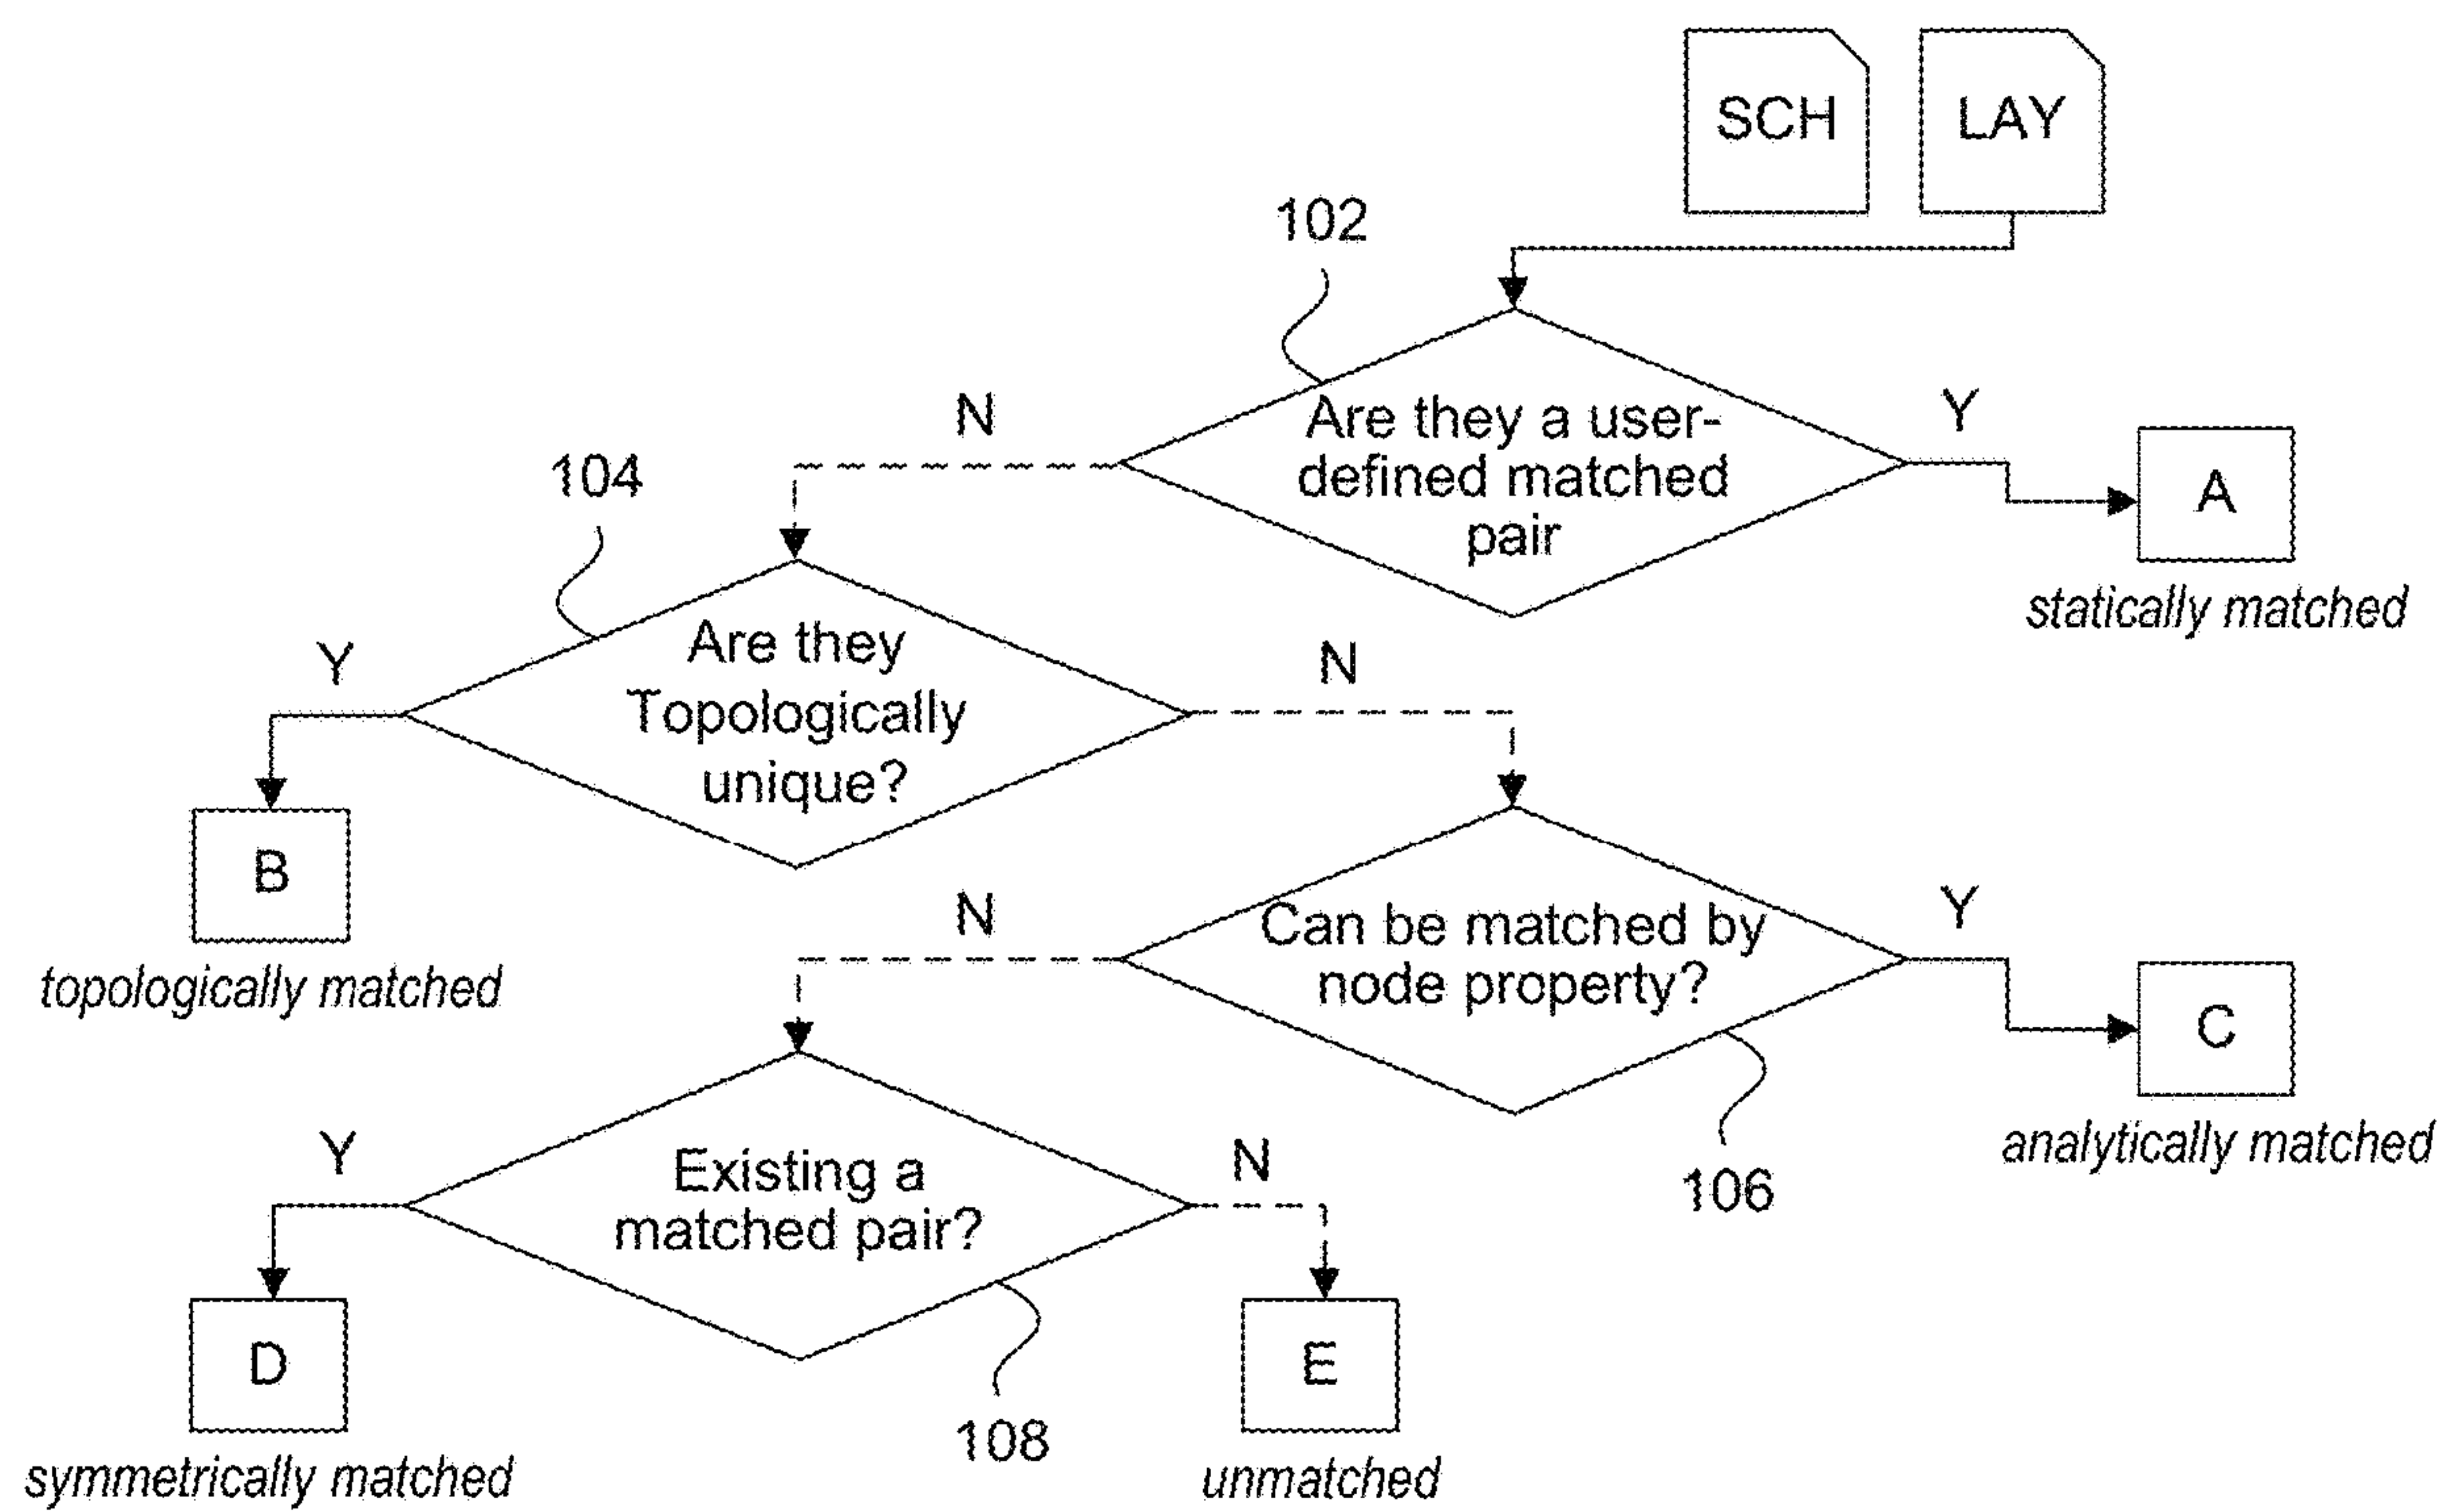 SCH
LAY
102
Are they a user-
defined matched
pair
N
Y
A
statically matched
104
Are they
Topologically
unique?
Y
N
B
topologically matched
Can be matched by
node property?
N
Y
C
analytically matched
106
Existing a
matched pair?
Y
N
D
symmetrically matched
108
E
unmatched